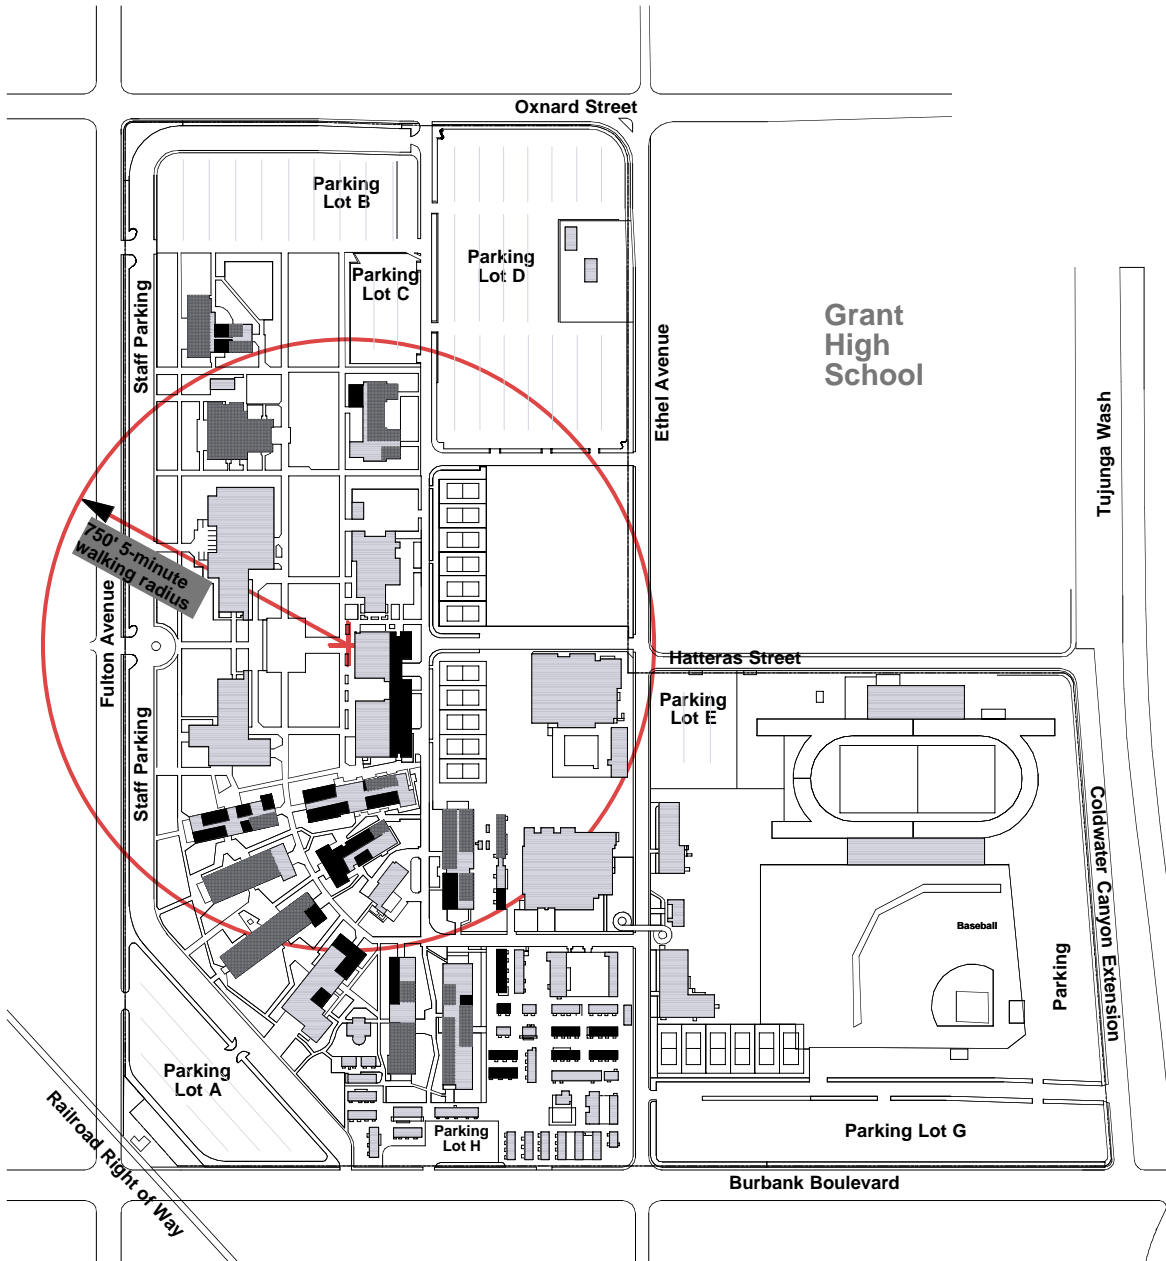 Oxnard Street
Parking
Lot B
Parking
Lot C
Parking
Lot D
Staff Parking
Grant
High
School
Ethel Avenue
Tujunga Wash
750' 5-minute
walking radius
Fulton Avenue
Hatteras Street
Parking
Lot E
Staff Parking
Coldwater Canyon Extension
Baseball
Parking
Parking
Lot A
Railroad Right of Way
Parking
Lot H
Parking Lot G
Burbank Boulevard